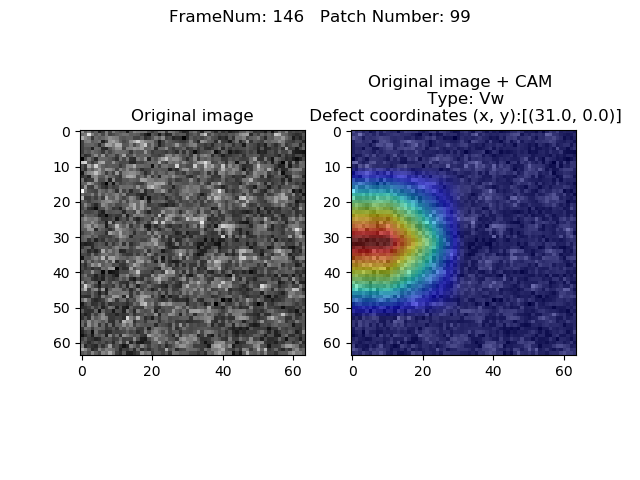 FrameNum: 146   Patch Number: 99
Original image
Original image + CAM
Type: Vw
Defect coordinates (x, y):[(31.0, 0.0)]
0
10
20
30
40
50
60
0 20 40 60
0
10
20
30
40
50
60
0 20 40 60